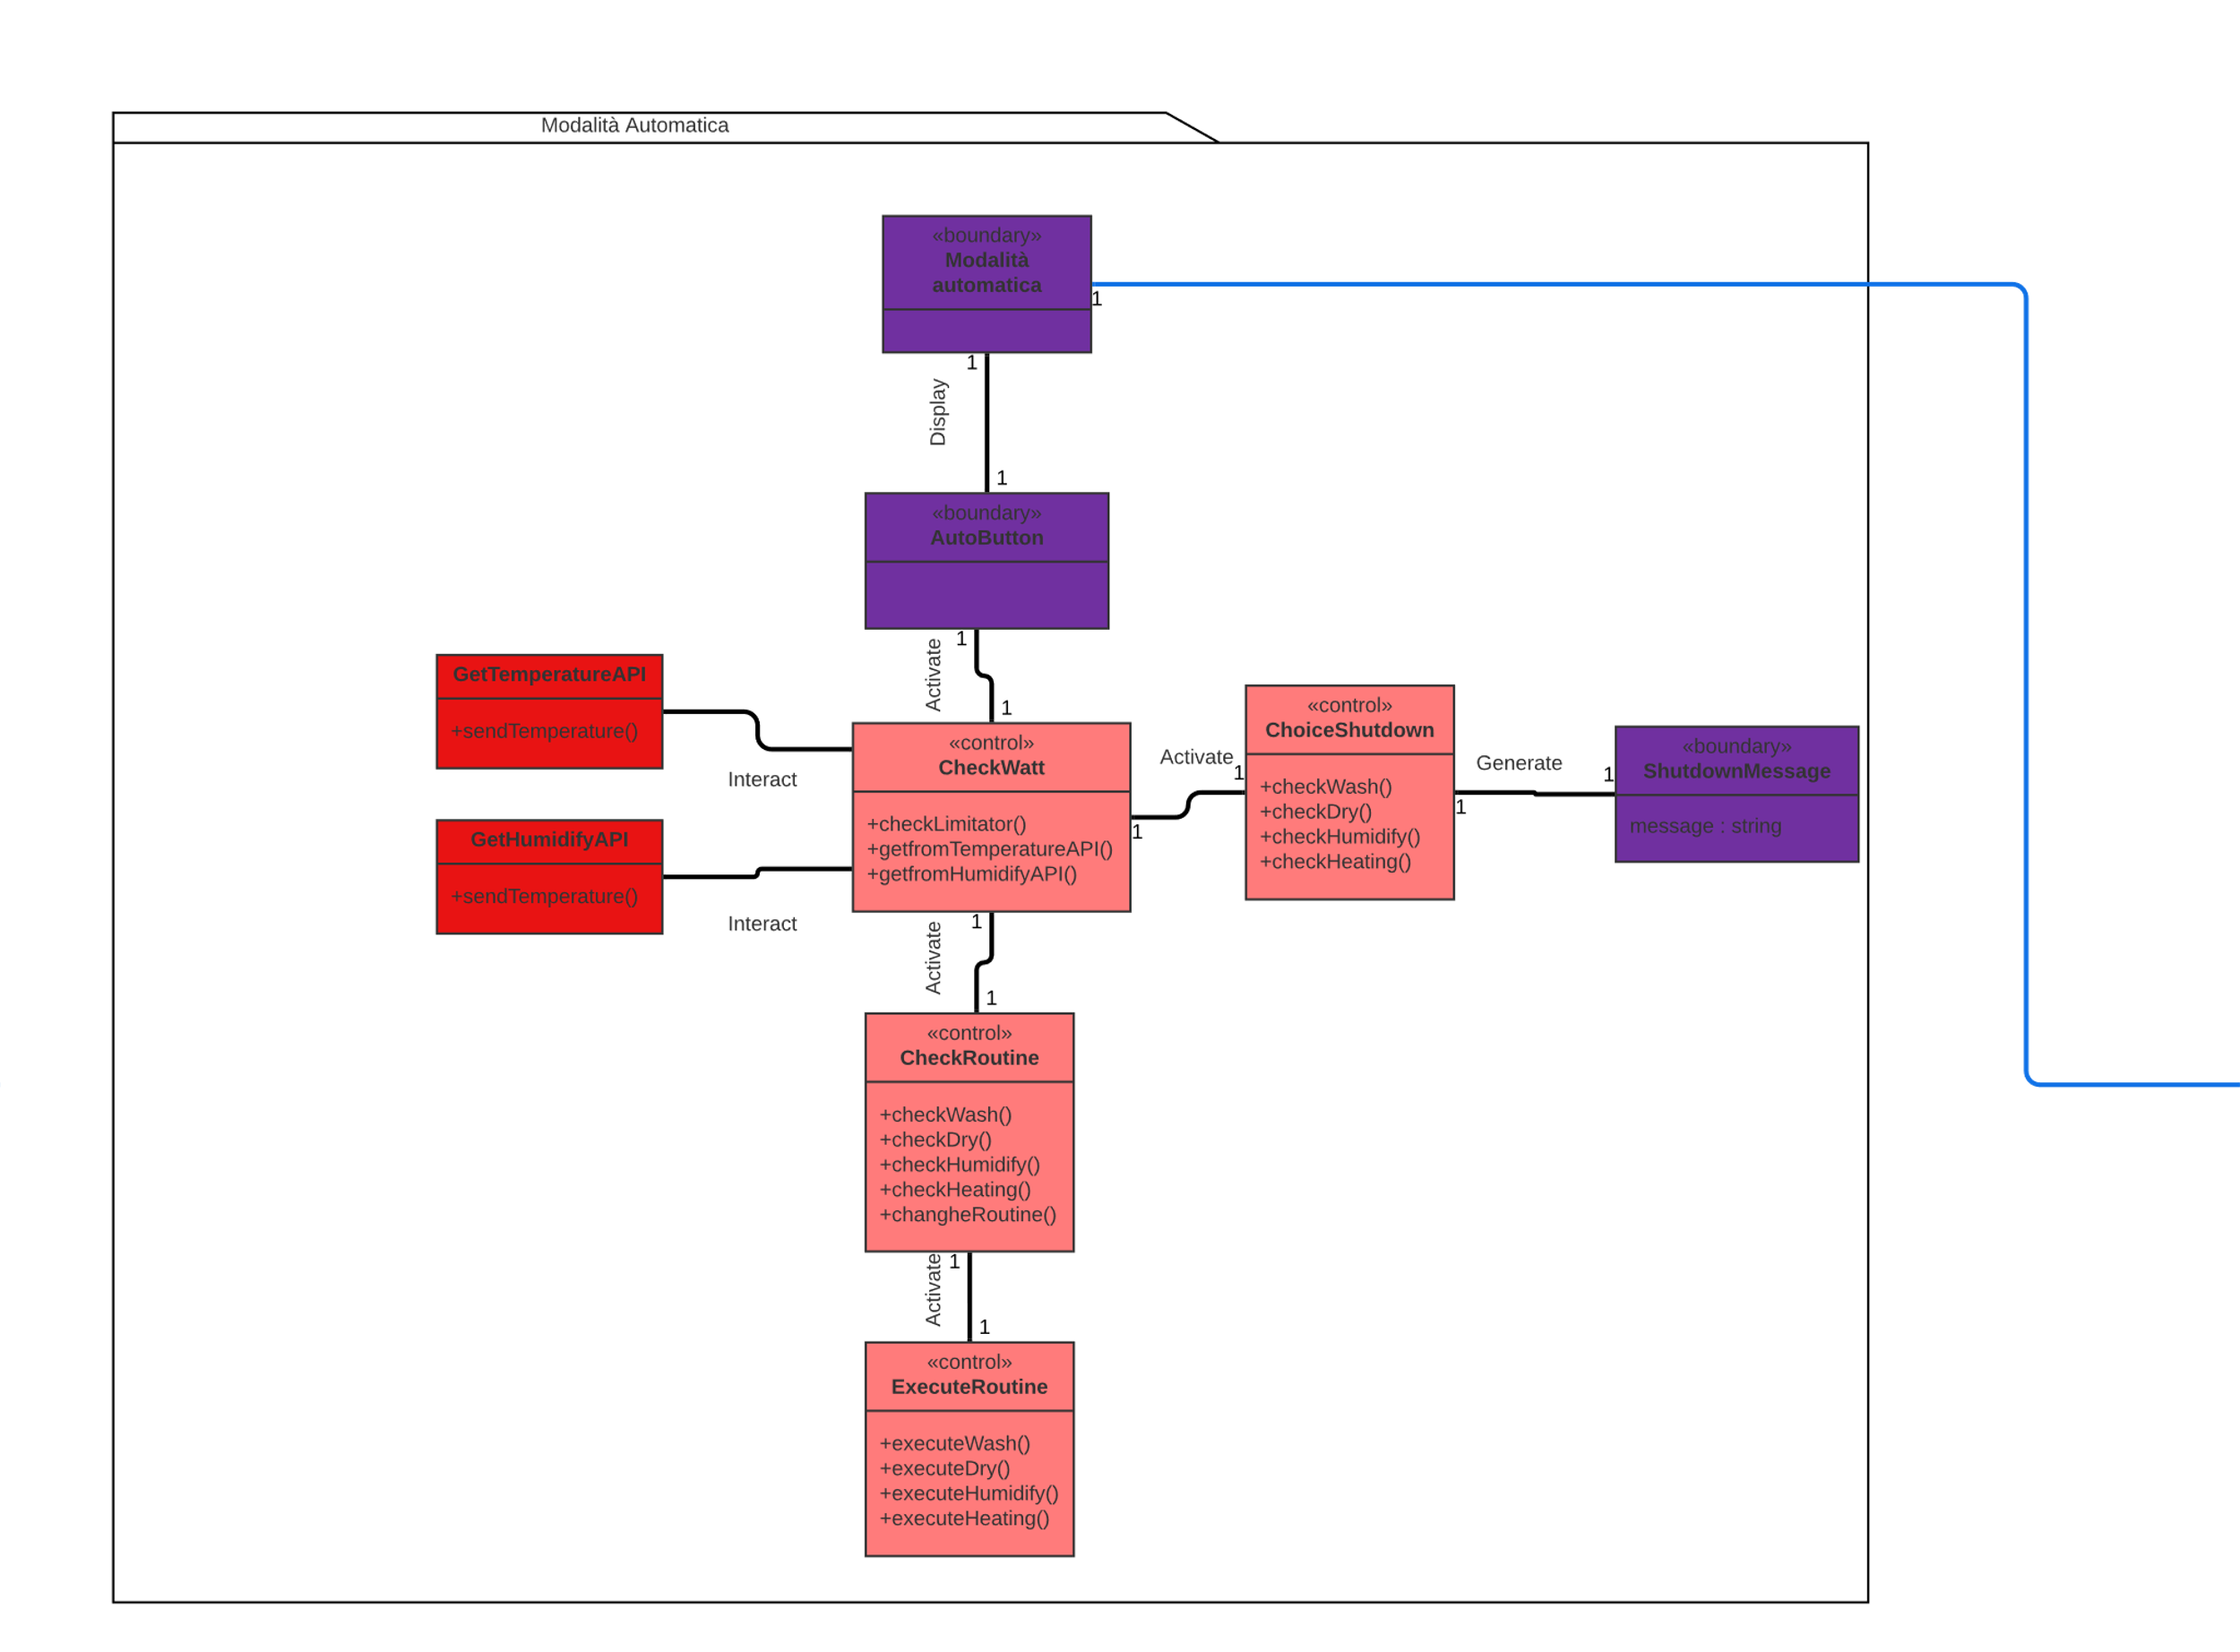 Modalità Automatica
«boundary»
Modalità
automatica
1
1
Display
1
«boundary»
AutoButton
1
Activate
1
GetTemperatureAPI
+sendTemperature()
Interact
GetHumidifyAPI
+sendTemperature()
Interact
«control»
CheckWatt
+checkLimitator()
+getfromTemperatureAPI()
+getfromHumidifyAPI()
1
Activate
1
«control»
ChoiceShutdown
+checkWash()
+checkDry()
+checkHumidify()
+checkHeating()
1
Generate
1
«boundary»
ShutdownMessage
message : string
1
Activate
1
«control»
CheckRoutine
+checkWash()
+checkDry()
+checkHumidify()
+checkHeating()
+changheRoutine()
1
Activate
1
«control»
ExecuteRoutine
+executeWash()
+executeDry()
+executeHumidify()
+executeHeating()